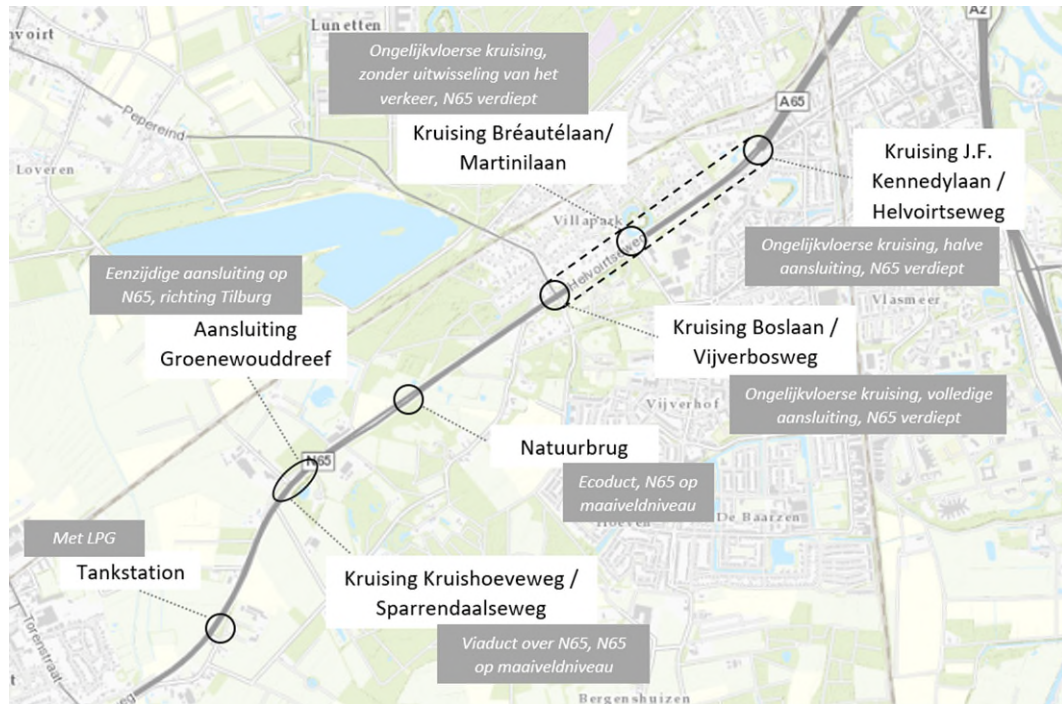 nvoirt
Lunetten
A2
Ongelijkvloerse kruising,
zonder uitwisseling van het
verkeer, N65 verdiept
Kruising Bréautélaan/
Martinilaan
A65
Pepereind
Loveren
Kruising J.F.
Kennedylaan /
Helvoirtseweg
Villapark
Helvoirtseweg
Ongelijkvloerse kruising, halve
aansluiting, N65 verdiept
Eenzijdige aansluiting op
N65, richting Tilburg
Aansluiting
Groenewouddreef
Vlasmeer
Kruising Boslaan /
Vijverbosweg
Ongelijkvloerse kruising, volledige
aansluiting, N65 verdiept
Vijverhof
Natuurbrug
N65
Ecoduct, N65 op
maaiveldniveau
Hoeven
De Baarzen
Met LPG
Tankstation
Kruising Kruishoeveweg /
Sparrendaalseweg
Viaduct over N65, N65
op maaiveldniveau
Torenstraat
t
eg
Bergenshuizen